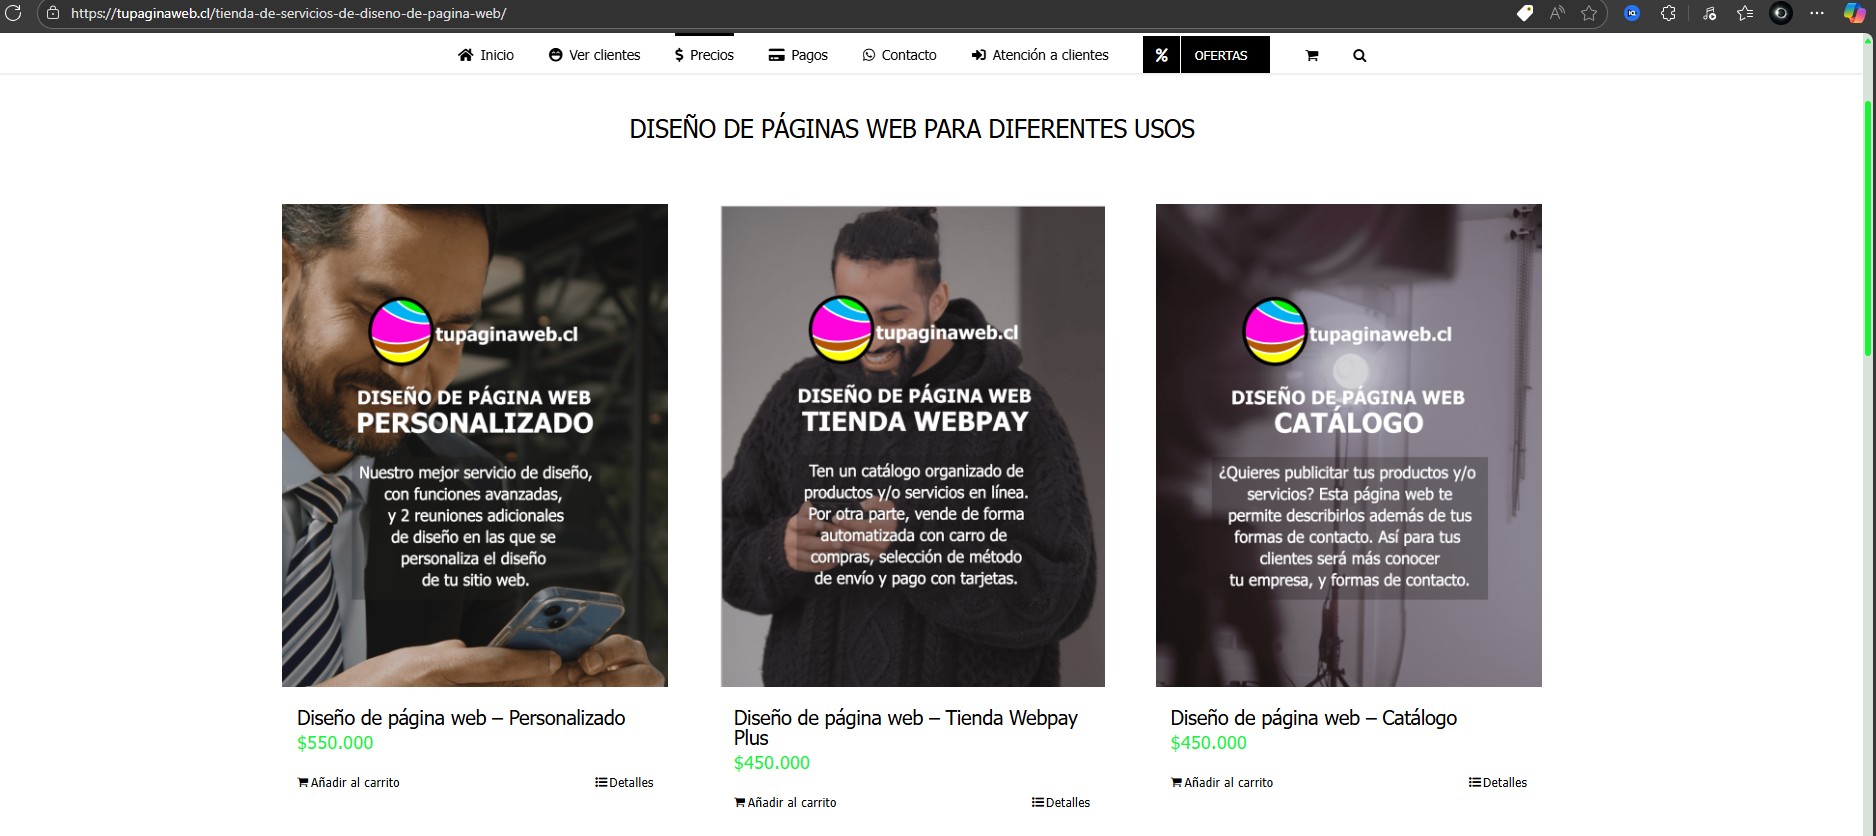 https://tupaginaweb.cl/tienda-de-servicios-de-diseno-de-pagina-web/
Inicio
Ver clientes
Precios
Pagos
Contacto
Atención a clientes
OFERTAS
DISEÑO DE PÁGINAS WEB PARA DIFERENTES USOS
tupaginaweb.cl
DISEÑO DE PÁGINA WEB
PERSONALIZADO
Nuestro mejor servicio de diseño,
con funciones avanzadas,
y 2 reuniones adicionales
de diseño en las que se
personaliza el diseño
de tu sitio web.
Diseño de página web – Personalizado
$550.000
Añadir al carrito
Detalles
tupaginaweb.cl
DISEÑO DE PÁGINA WEB
TIENDA WEBPAY
Ten un catálogo organizado de
productos y/o servicios en línea.
Por otra parte, vende de forma
automatizada con carro de
compras, selección de método
de envío y pago con tarjetas.
Diseño de página web – Tienda Webpay
Plus
$450.000
Añadir al carrito
Detalles
tupaginaweb.cl
DISEÑO DE PÁGINA WEB
CATÁLOGO
¿Quieres publicitar tus productos y/o
servicios? Esta página web te
permite describirlos además de tus
formas de contacto. Así para tus
clientes será más conocer
tu empresa, y formas de contacto.
Diseño de página web – Catálogo
$450.000
Añadir al carrito
Detalles